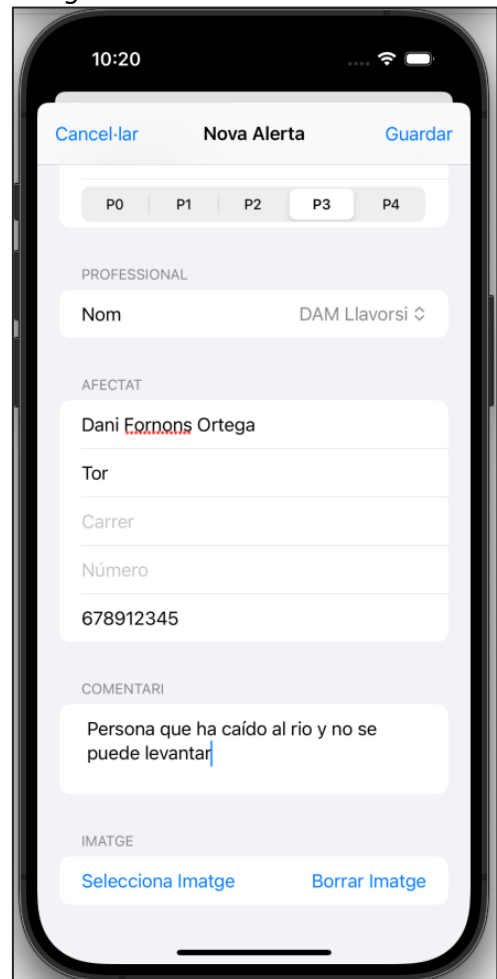 10:20
Cancel·lar Nova Alerta Guardar
P0 P1 P2 P3 P4
PROFESSIONAL
Nom DAM Llavorsi
AFECTAT
Dani Fornons Ortega
Tor
Carrer
Número
678912345
COMENTARI
Persona que ha caído al rio y no se
puede levantar
IMATGE
Selecciona Imatge Borrar Imatge